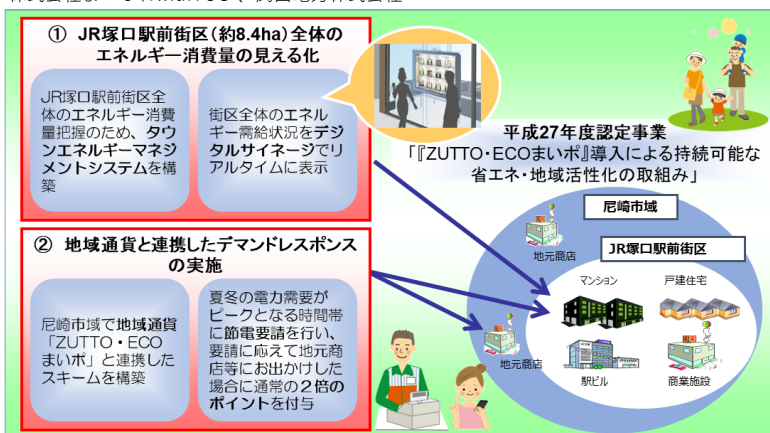 ① JR塚口駅前街区(約8.4ha)全体の
エネルギー消費量の見える化
JR塚口駅前街区全
体のエネルギー消費
量把握のため、タウ
ンエネルギーマネジ
メントシステムを構
築
街区全体のエネル
ギー需給状況をデジ
タルサイネージでリ
アルタイムに表示
平成27年度認定事業
「『ZUTTO・ECOまいポ』導入による持続可能な
省エネ・地域活性化の取組み」
② 地域通貨と連携したデマンドレスポンス
の実施
尼崎市域で地域通貨
「ZUTTO・ECO
まいポ」と連携した
スキームを構築
夏冬の電力需要が
ピークとなる時間帯
に節電要請を行い、
要請に応えて地元商
店等にお出かけした
場合に通常の2倍の
ポイントを付与
尼崎市域
地元商店
JR塚口駅前街区
マンション
戸建住宅
地元商店
駅ビル
商業施設